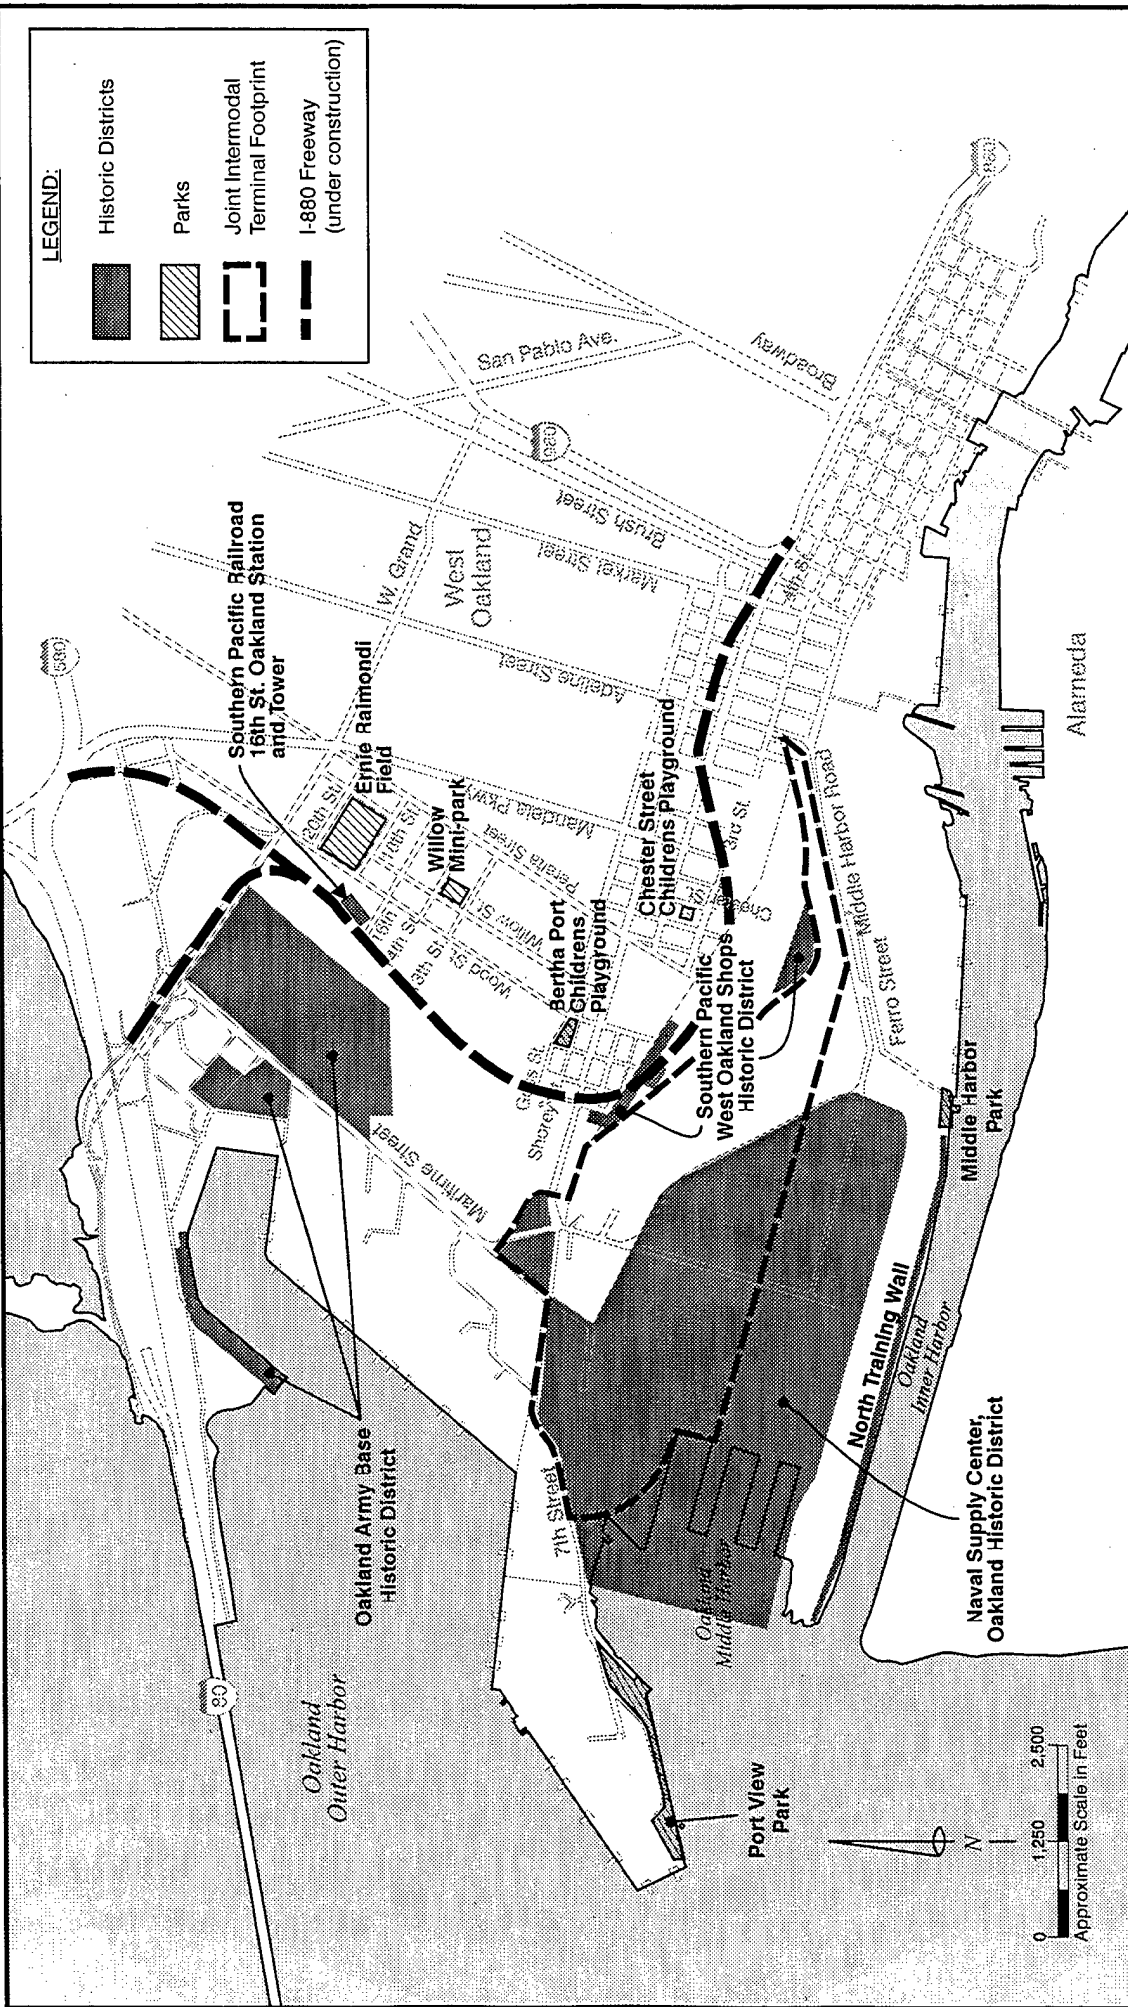 LEGEND:
Historic Districts
Parks
Joint Intermodal
Terminal Footprint
I-880 Freeway
(under construction)
580
80
980
880
Oakland
Outer Harbor
Oakland Army Base
Historic District
Southern Pacific Railroad
16th St. Oakland Station
and Tower
Ernie Raimondi
Field
Willow
Mini-park
Bertha Port
Childrens
Playground
Chester Street
Childrens Playground
Southern Pacific
West Oakland Shops
Historic District
W. Grand
West
Oakland
San Pablo Ave.
Broadway
Brush Street
Market Street
Adeline Street
Mandela Pkwy
Peralta Street
Willow St
Wood St.
20th St
18th St.
16th
St
Shorey
Maritime Street
7th Street
3rd St.
4th St.
Chester St
Middle Harbor Road
Ferro Street
Middle Harbor
Park
North Training Wall
Oakland
Inner Harbor
Oakland
Middle Harbor
Naval Supply Center,
Oakland Historic District
Port View
Park
Alameda
N
0 1,250 2,500
Approximate Scale in Feet